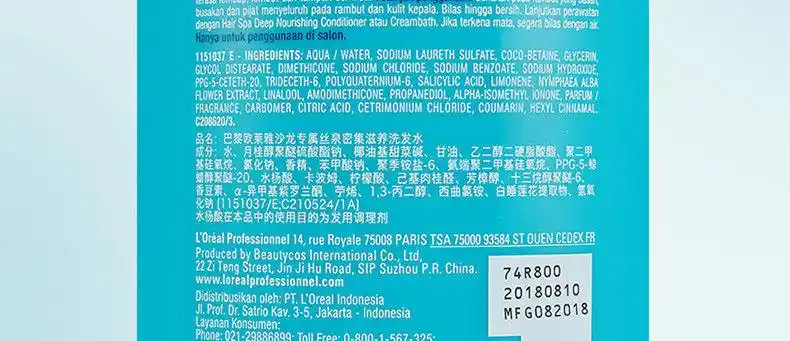 busakan dan pijat menyeluruh pada rambut dan kulit kepala. Bilas hingga bersih. Lanjutkan perawatan
dengan Hair Spa Deep Nourishing Conditioner atau Creambath. Jika terkena mata, segera bilas dengan air.
Hanya untuk penggunaan di salon.
1151037 E - INGREDIENTS: AQUA / WATER, SODIUM LAURETH SULFATE, COCO-BETAINE, GLYCERIN,
GLYCOL DISTEARATE, DIMETHICONE, SODIUM CHLORIDE, SODIUM BENZOATE, SODIUM HYDROXIDE,
PPG-5-CETETH-20, TRIDECETH-6, POLYQUATERNIUM-6, SALICYLIC ACID, LIMONENE, NYMPHAEA ALBA
FLOWER EXTRACT, LINALOOL, AMODIMETHICONE, PROPANEDIOL, ALPHA-ISOMETHYL IONONE, PARFUM /
FRAGRANCE, CARBOMER, CITRIC ACID, CETRIMONIUM CHLORIDE, COUMARIN, HEXYL CINNAMAL.
C208620/3.
品名：巴黎欧莱雅沙龙专属丝泉密集滋养洗发水
成分：水、月桂醇聚醚硫酸酯钠、椰油基甜菜碱、甘油、乙二醇二硬脂酸酯、聚二甲
基硅氧烷、氯化钠、香精、苯甲酸钠、聚季铵盐-6、氨端聚二甲基硅氧烷、PPG-5-鲸
蜡醇聚醚-20、水杨酸、卡波姆、柠檬酸、己基肉桂醛、芳樟醇、十三烷醇聚醚-6、
香豆素、α-异甲基紫罗兰酮、苧烯、1,3-丙二醇、西曲氯铵、白睡莲花提取物、氢氧
化钠 [1151037/E;C210524/1A]
水杨酸在本品中的使用目的为发用调理剂
L'Oréal Professionnel 14, rue Royale 75008 PARIS TSA 75000 93584 ST OUEN CEDEX FR
Produced by Beautycos International Co., Ltd,
22 Zi Teng Street, Jin Ji Hu Road, SIP Suzhou P.R. China.
www.lorealprofessionnel.com
Didistribusikan oleh: PT. L'Oreal Indonesia
Jl. Prof. Dr. Satrio Kav. 3-5, Jakarta - Indonesia
Layanan Konsumen:
Phone: 021-29886899; Toll Free: 0-800-1-567-325;
74R800
20180810
MFG082018